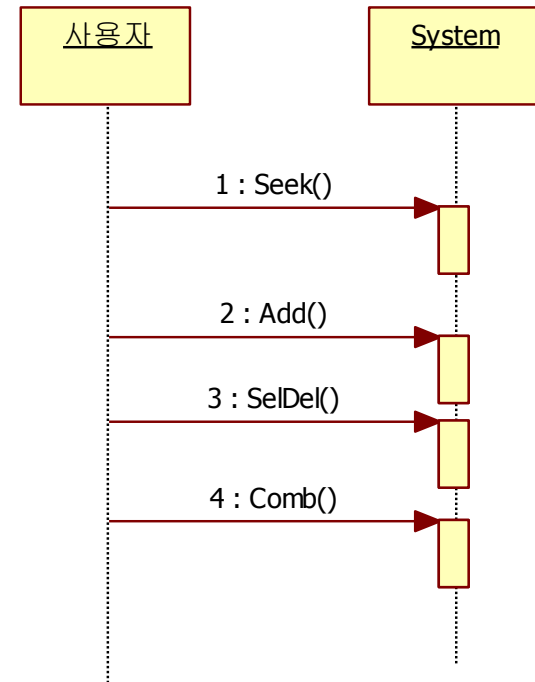 사용자
System
1 : Seek()
2 : Add()
3 : SelDel()
4 : Comb()